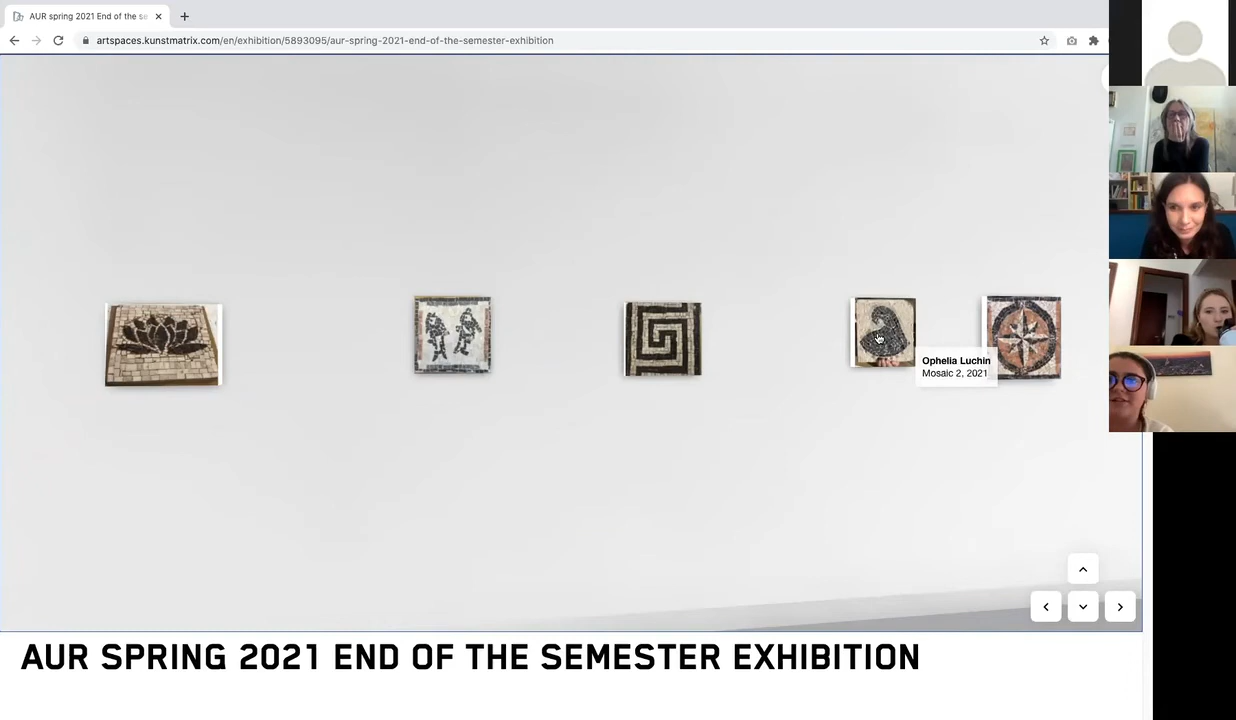 AUR spring 2021 End of the se
artspaces.kunstmatrix.com/en/exhibition/5893095/aur-spring-2021-end-of-the-semester-exhibition
Ophelia Luchin
Mosaic 2, 2021
AUR SPRING 2021 END OF THE SEMESTER EXHIBITION